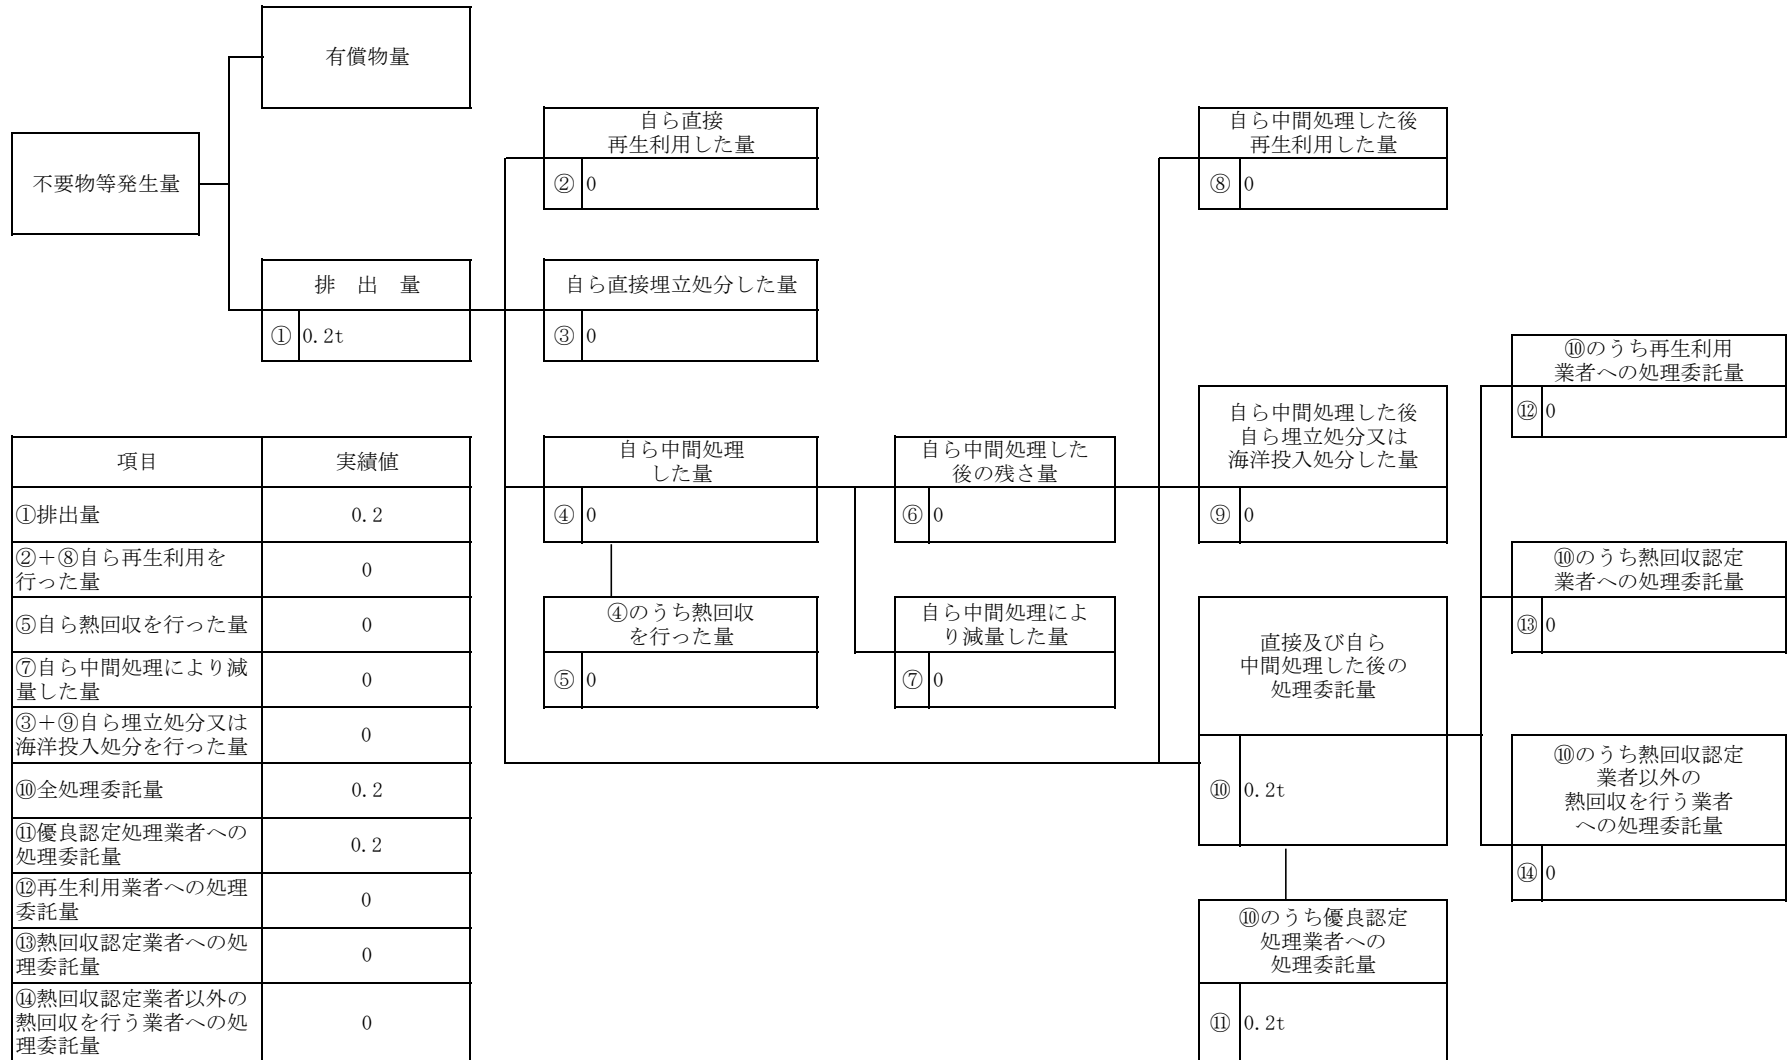 有償物量
不要物等発生量
排　出　量
① 0.2t
自ら直接
再生利用した量
② 0
自ら直接埋立処分した量
③ 0
自ら中間処理
した量
④ 0
④のうち熱回収
を行った量
⑤ 0
自ら中間処理した
後の残さ量
⑥ 0
自ら中間処理によ
り減量した量
⑦ 0
自ら中間処理した後
再生利用した量
⑧ 0
自ら中間処理した後
自ら埋立処分又は
海洋投入処分した量
⑨ 0
直接及び自ら
中間処理した後の
処理委託量
⑩ 0.2t
⑩のうち優良認定
処理業者への
処理委託量
⑪ 0.2t
⑩のうち再生利用
業者への処理委託量
⑫ 0
⑩のうち熱回収認定
業者への処理委託量
⑬ 0
⑩のうち熱回収認定
業者以外の
熱回収を行う業者
への処理委託量
⑭ 0
項目 実績値
①排出量 0.2
②＋⑧自ら再生利用を
行った量 0
⑤自ら熱回収を行った量 0
⑦自ら中間処理により減
量した量 0
③＋⑨自ら埋立処分又は
海洋投入処分を行った量 0
⑩全処理委託量 0.2
⑪優良認定処理業者への
処理委託量 0.2
⑫再生利用業者への処理
委託量 0
⑬熱回収認定業者への処
理委託量 0
⑭熱回収認定業者以外の
熱回収を行う業者への処
理委託量 0